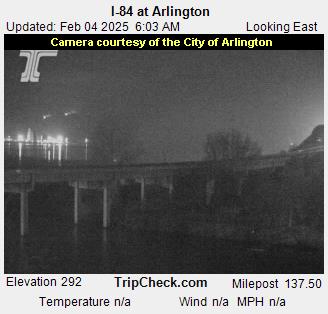 I-84 at Arlington
Updated: Feb 04 2025 6:03 AM Looking East
Camera courtesy of the City of Arlington
Elevation 292 TripCheck.com Milepost 137.50
Temperature n/a Wind n/a MPH n/a